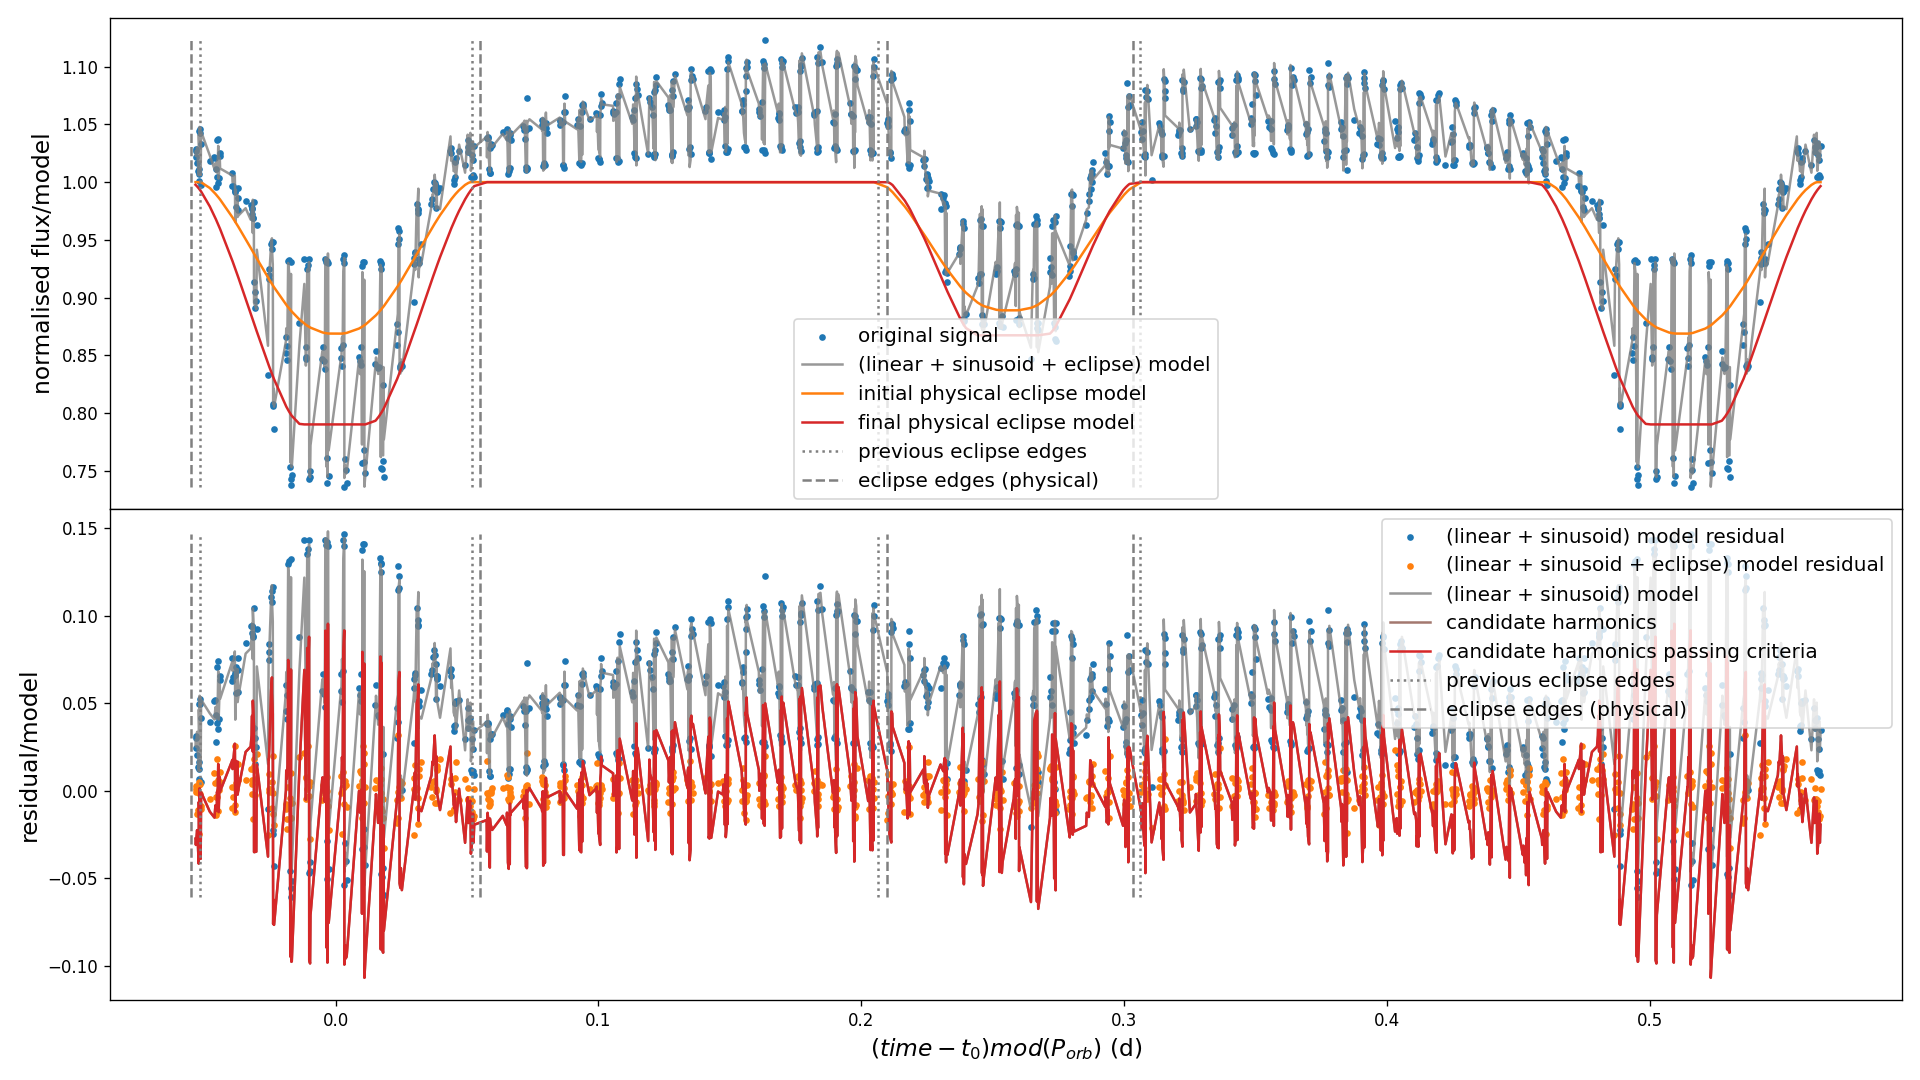 normalised flux/model
1.10
1.05
1.00
0.95
0.90
0.85
0.80
0.75
original signal
(linear + sinusoid + eclipse) model
initial physical eclipse model
final physical eclipse model
previous eclipse edges
eclipse edges (physical)
residual/model
0.15
0.10
0.05
0.00
−0.05
−0.10
(linear + sinusoid) model residual
(linear + sinusoid + eclipse) model residual
(linear + sinusoid) model
candidate harmonics
candidate harmonics passing criteria
previous eclipse edges
eclipse edges (physical)
0.0 0.1 0.2 0.3 0.4 0.5
(time − t₀)mod(P_orb) (d)